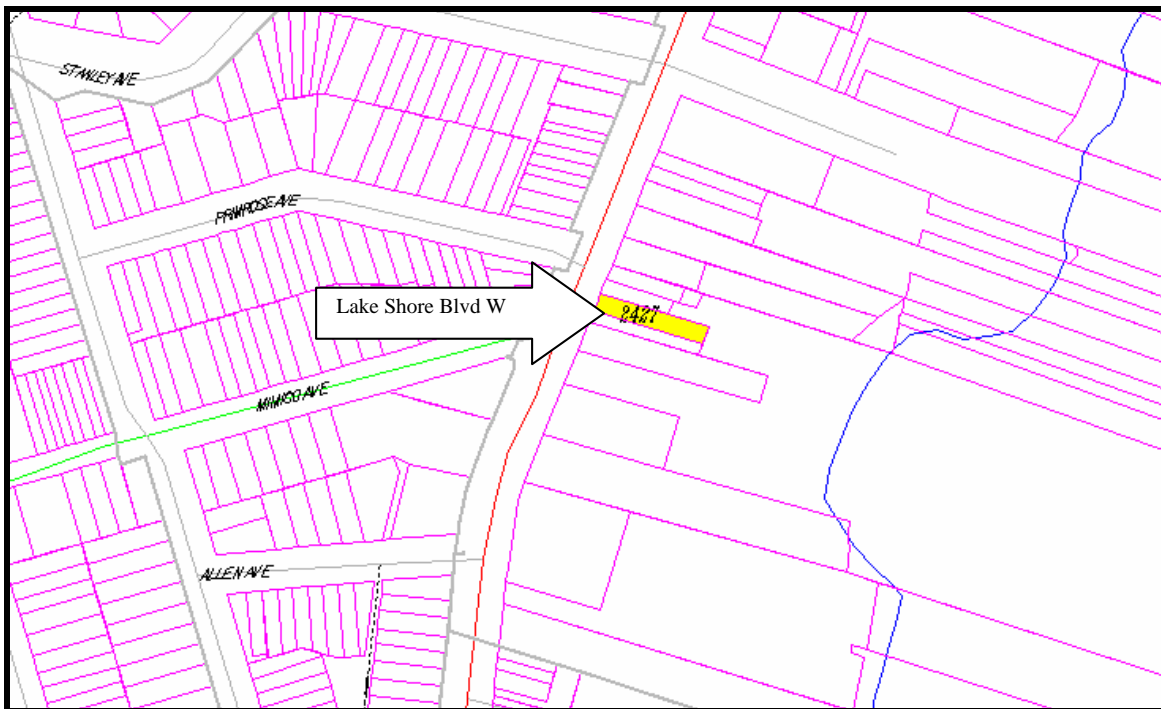 STANLEY AVE
PRIMROSE AVE
Lake Shore Blvd W
2427
MIMICO AVE
ALLEN AVE